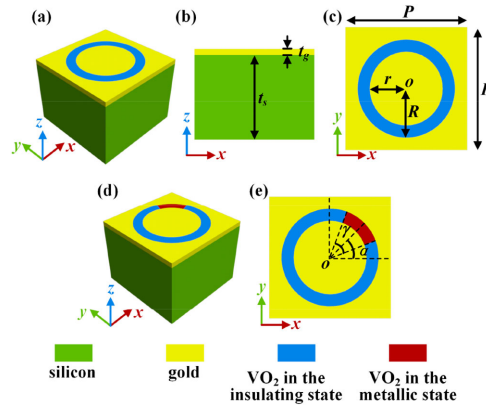 (a)
(b)
(c)
P
t_g
t_s
r
o
R
P
z
y
x
z
x
y
x
(d)
(e)
γ
α
o
z
y
x
y
x
silicon
gold
VO₂ in the
insulating state
VO₂ in the
metallic state